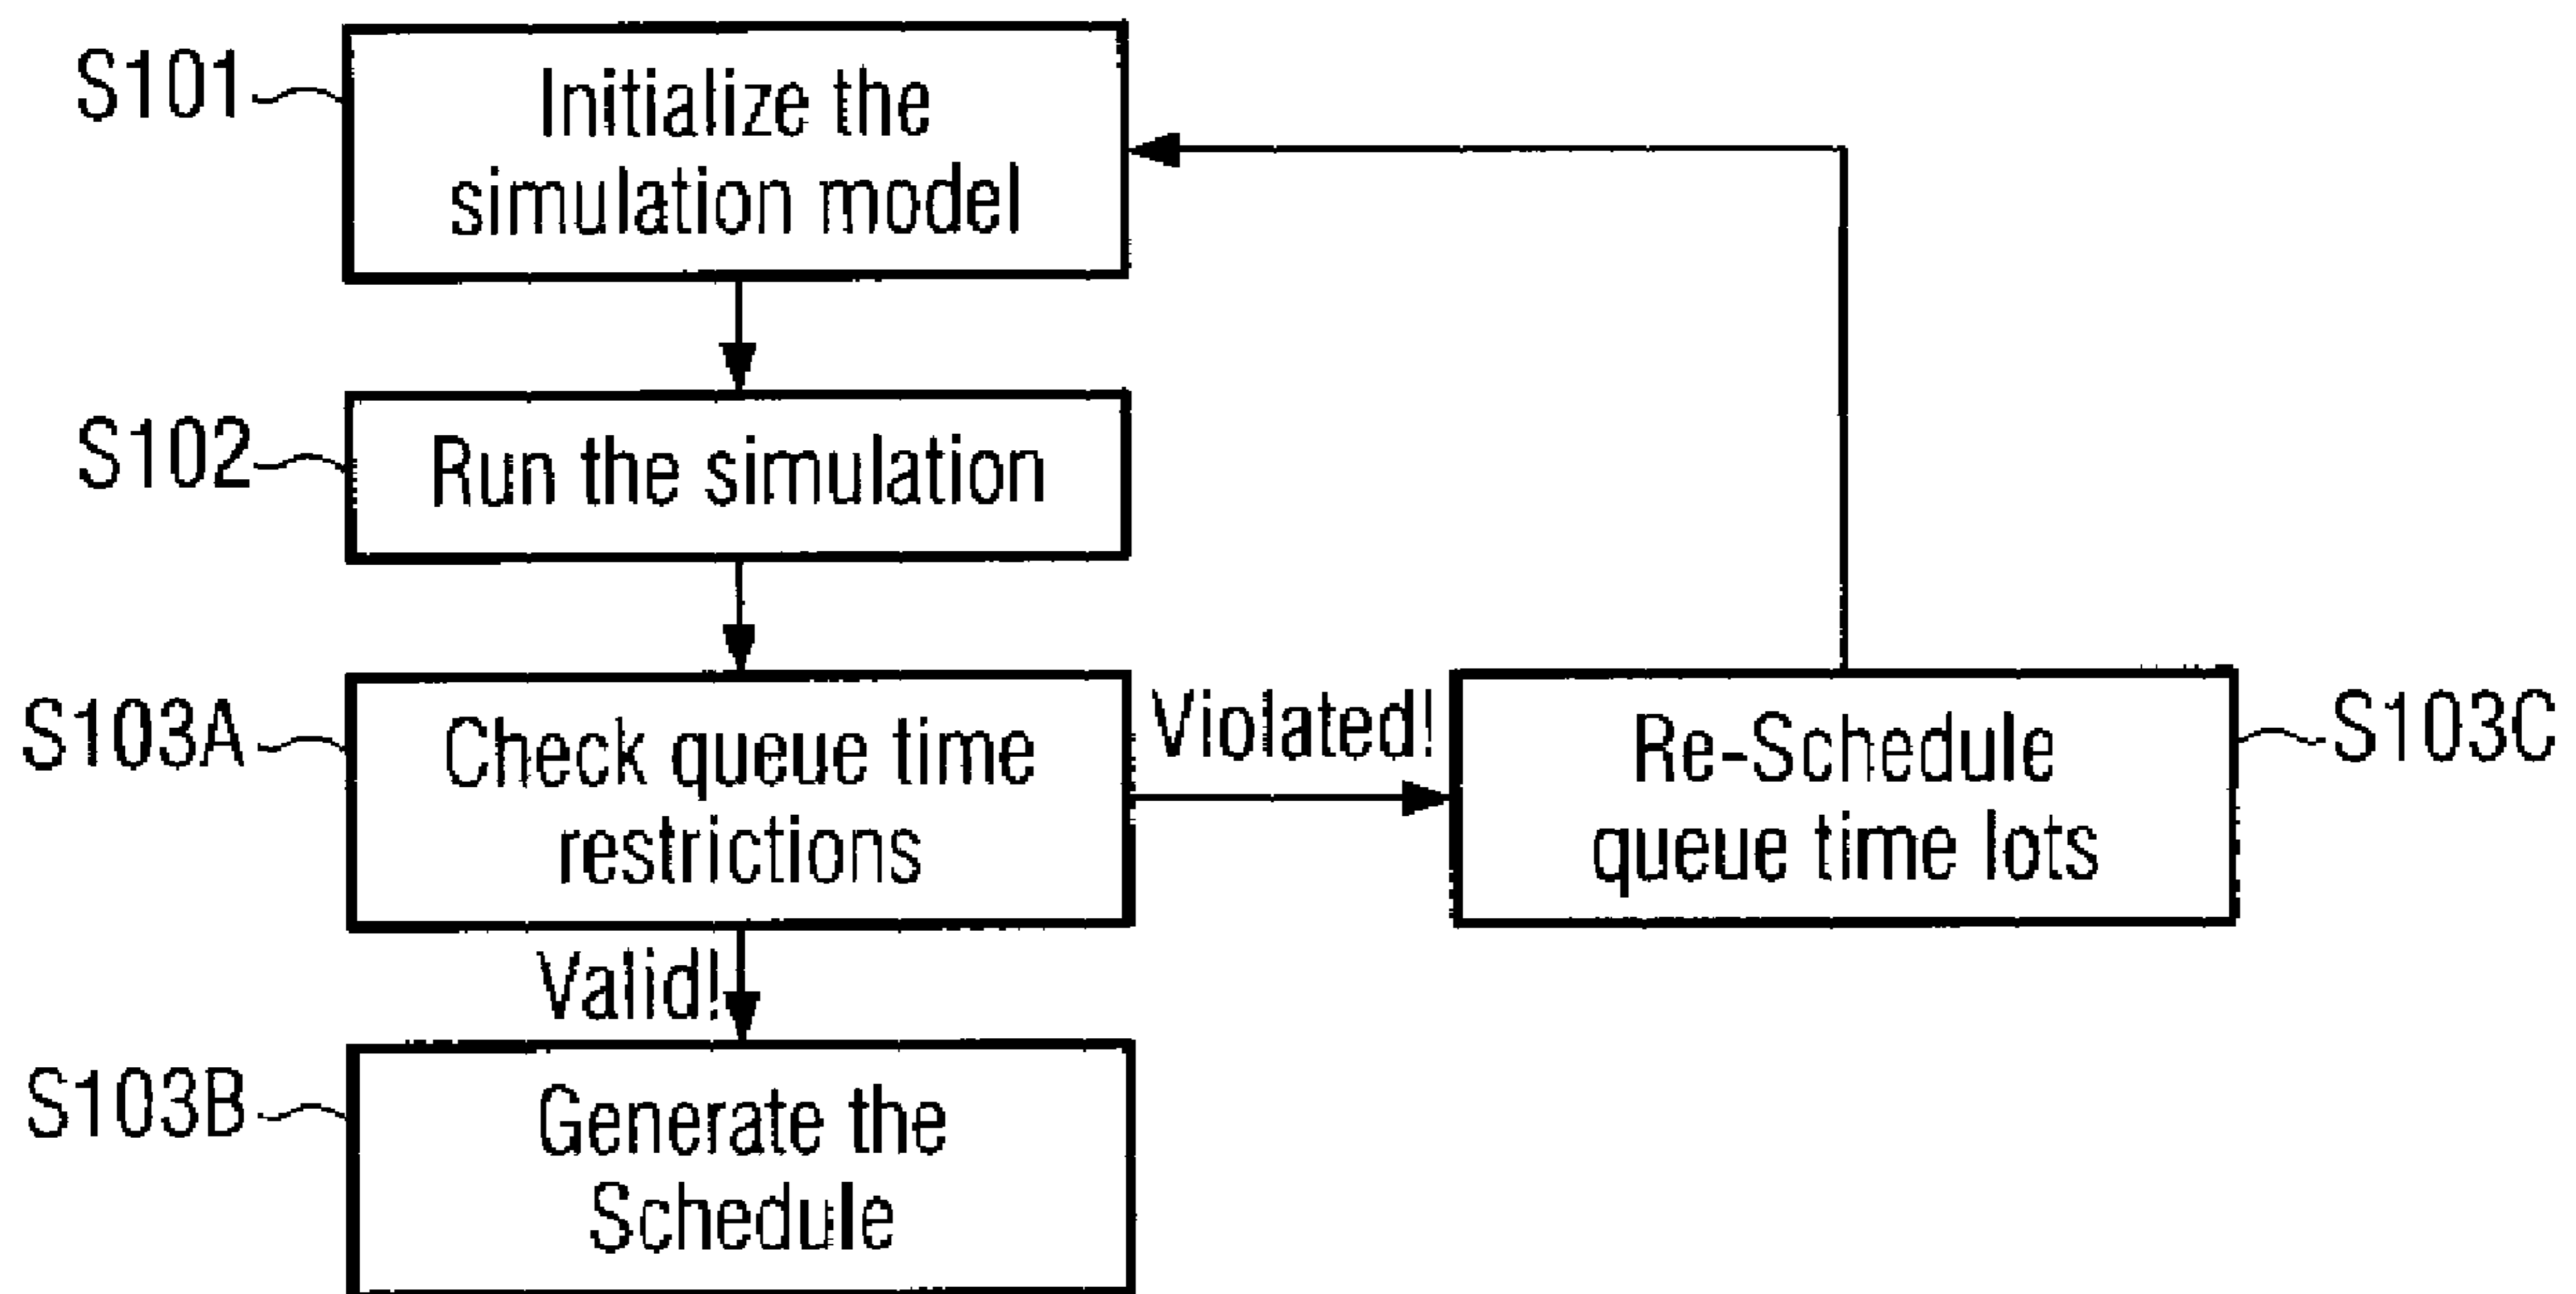 S101
Initialize the
simulation model
S102
Run the simulation
S103A
Check queue time
restrictions
Violated!
Re-Schedule
queue time lots
S103C
Valid!
S103B
Generate the
Schedule